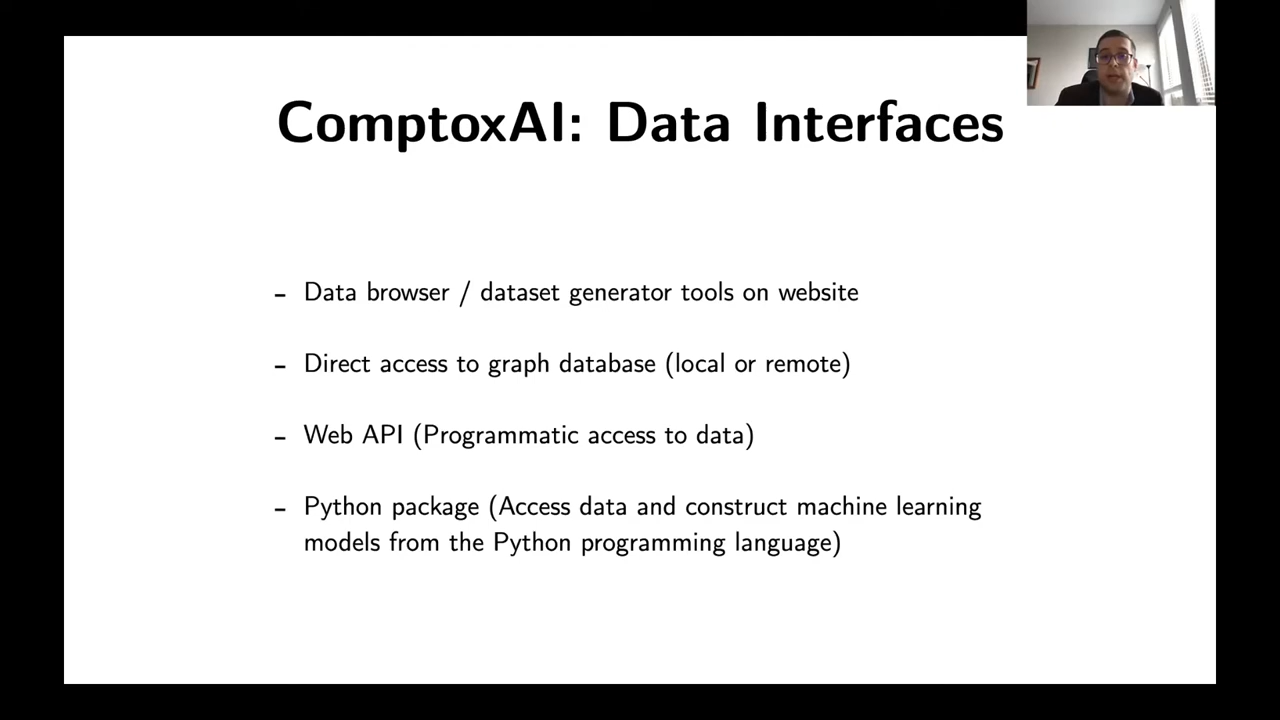 ComptoxAI: Data Interfaces
- Data browser / dataset generator tools on website
- Direct access to graph database (local or remote)
- Web API (Programmatic access to data)
- Python package (Access data and construct machine learning
models from the Python programming language)